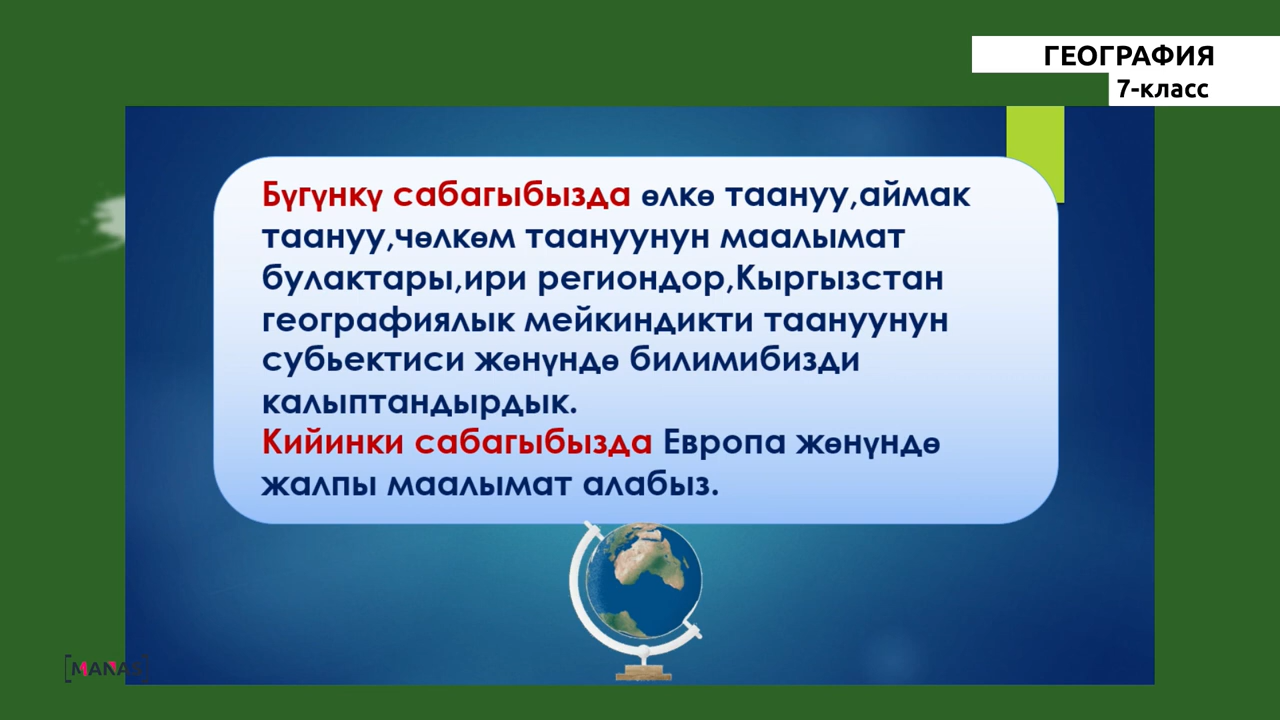 ГЕОГРАФИЯ
7-класс
Бүгүнкү сабагыбызда өлкө таануу,аймак
таануу,чөлкөм таануунун маалымат
булактары,ири региондор,Кыргызстан
географиялык мейкиндикти таануунун
субьектиси жөнүндө билимибизди
калыптандырдык.
Кийинки сабагыбызда Европа жөнүндө
жалпы маалымат алабыз.
MANAS